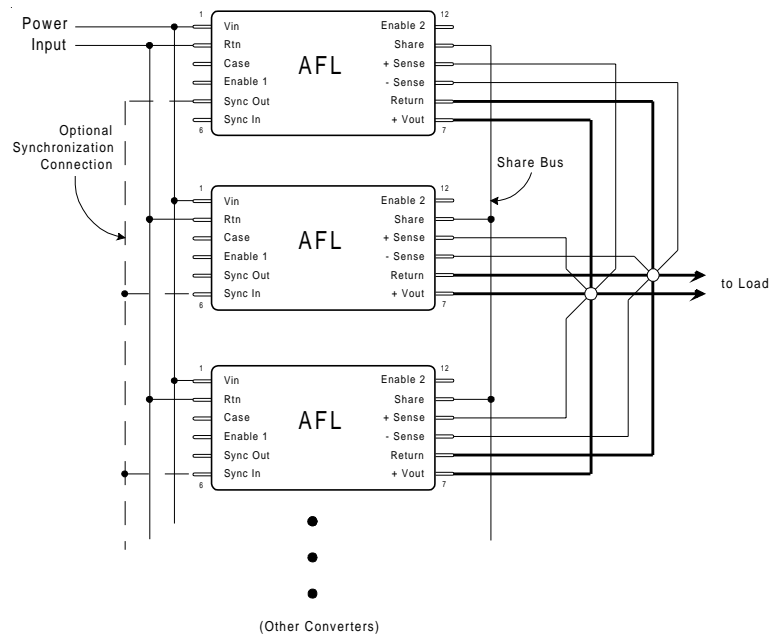 Power
Input
Optional
Synchronization
Connection
1
12
Vin
Rtn
Case
Enable 1
Sync Out
Sync In
6
AFL
Enable 2
Share
+ Sense
- Sense
Return
+ Vout
7
Share Bus
1
12
Vin
Rtn
Case
Enable 1
Sync Out
Sync In
6
AFL
Enable 2
Share
+ Sense
- Sense
Return
+ Vout
7
to Load
1
12
Vin
Rtn
Case
Enable 1
Sync Out
Sync In
6
AFL
Enable 2
Share
+ Sense
- Sense
Return
+ Vout
7
(Other Converters)